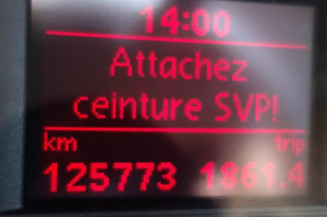 14:00
Attachez
ceinture SVP!
km trip
125773 1861.4